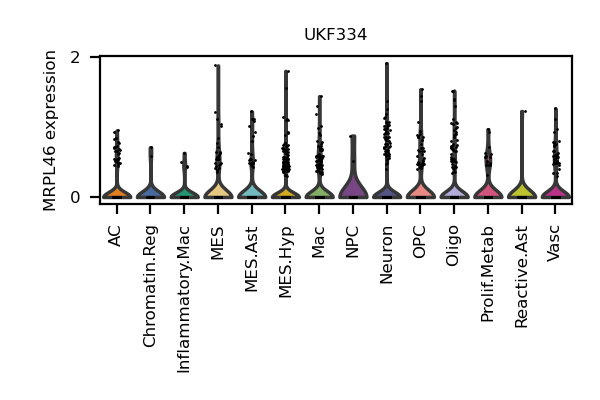 UKF334
MRPL46 expression
2
0
AC
Chromatin.Reg
Inflammatory.Mac
MES
MES.Ast
MES.Hyp
Mac
NPC
Neuron
OPC
Oligo
Prolif.Metab
Reactive.Ast
Vasc